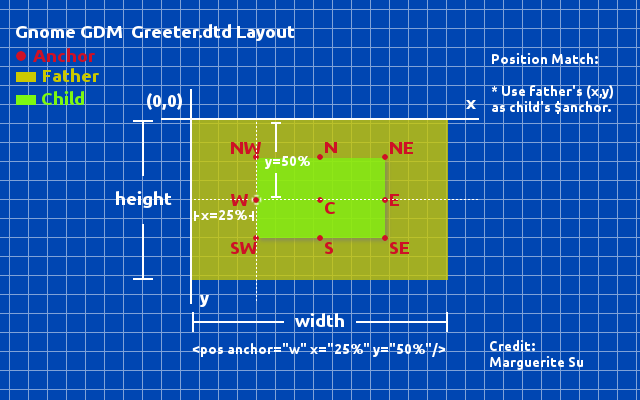 Gnome GDM Greeter.dtd Layout
Anchor
Father
Child
Position Match:
* Use father's (x,y)
as child's $anchor.
(0,0)
x
NW
N
NE
y=50%
height
W
C
E
x=25%
SW
S
SE
y
width
<pos anchor="w" x="25%" y="50%"/>
Credit:
Marguerite Su